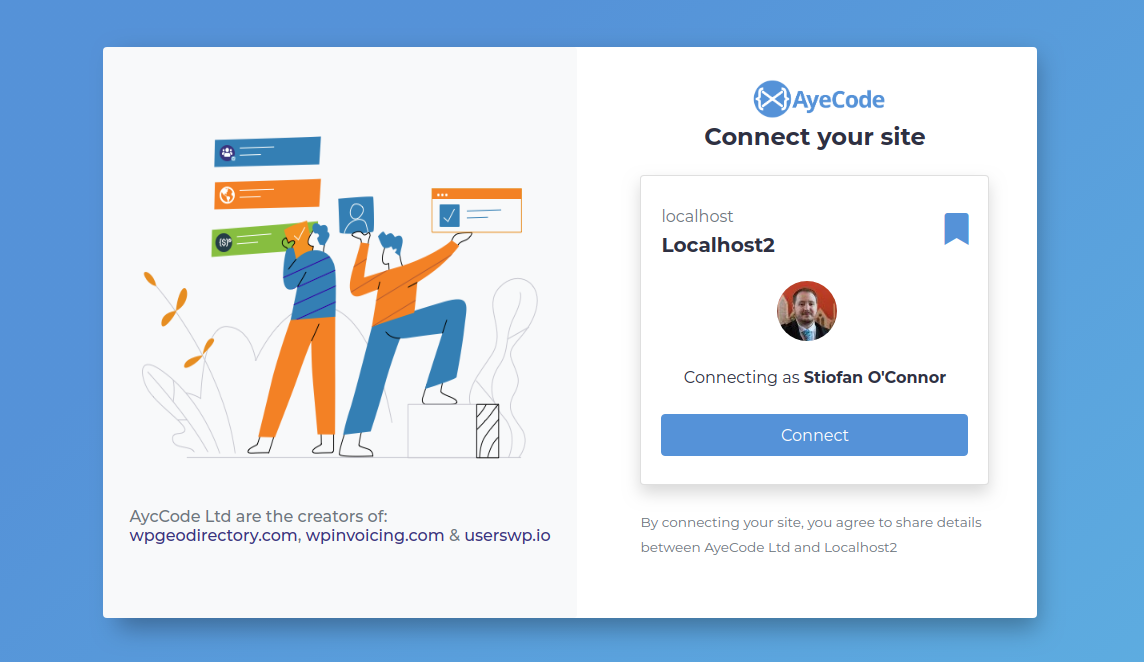 AyeCode
Connect your site
localhost
Localhost2
Connecting as Stiofan O'Connor
Connect
By connecting your site, you agree to share details
between AyeCode Ltd and Localhost2
AycCode Ltd are the creators of:
wpgeodirectory.com, wpinvoicing.com & userswp.io